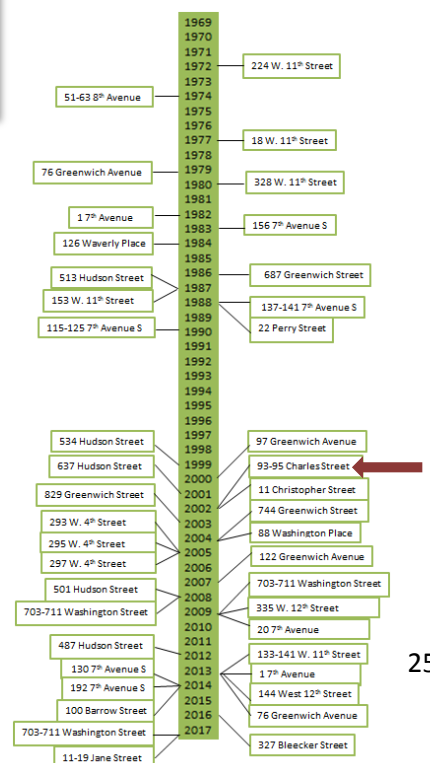 1969
1970
1971
1972
1973
1974
1975
1976
1977
1978
1979
1980
1981
1982
1983
1984
1985
1986
1987
1988
1989
1990
1991
1992
1993
1994
1995
1996
1997
1998
1999
2000
2001
2002
2003
2004
2005
2006
2007
2008
2009
2010
2011
2012
2013
2014
2015
2016
2017
51-63 8th Avenue
76 Greenwich Avenue
1 7th Avenue
126 Waverly Place
513 Hudson Street
153 W. 11th Street
115-125 7th Avenue S
534 Hudson Street
637 Hudson Street
829 Greenwich Street
293 W. 4th Street
295 W. 4th Street
297 W. 4th Street
501 Hudson Street
703-711 Washington Street
487 Hudson Street
130 7th Avenue S
192 7th Avenue S
100 Barrow Street
703-711 Washington Street
11-19 Jane Street
224 W. 11th Street
18 W. 11th Street
328 W. 11th Street
156 7th Avenue S
687 Greenwich Street
137-141 7th Avenue S
22 Perry Street
97 Greenwich Avenue
93-95 Charles Street
11 Christopher Street
744 Greenwich Street
88 Washington Place
122 Greenwich Avenue
703-711 Washington Street
335 W. 12th Street
20 7th Avenue
133-141 W. 11th Street
1 7th Avenue
144 West 12th Street
76 Greenwich Avenue
327 Bleecker Street
25